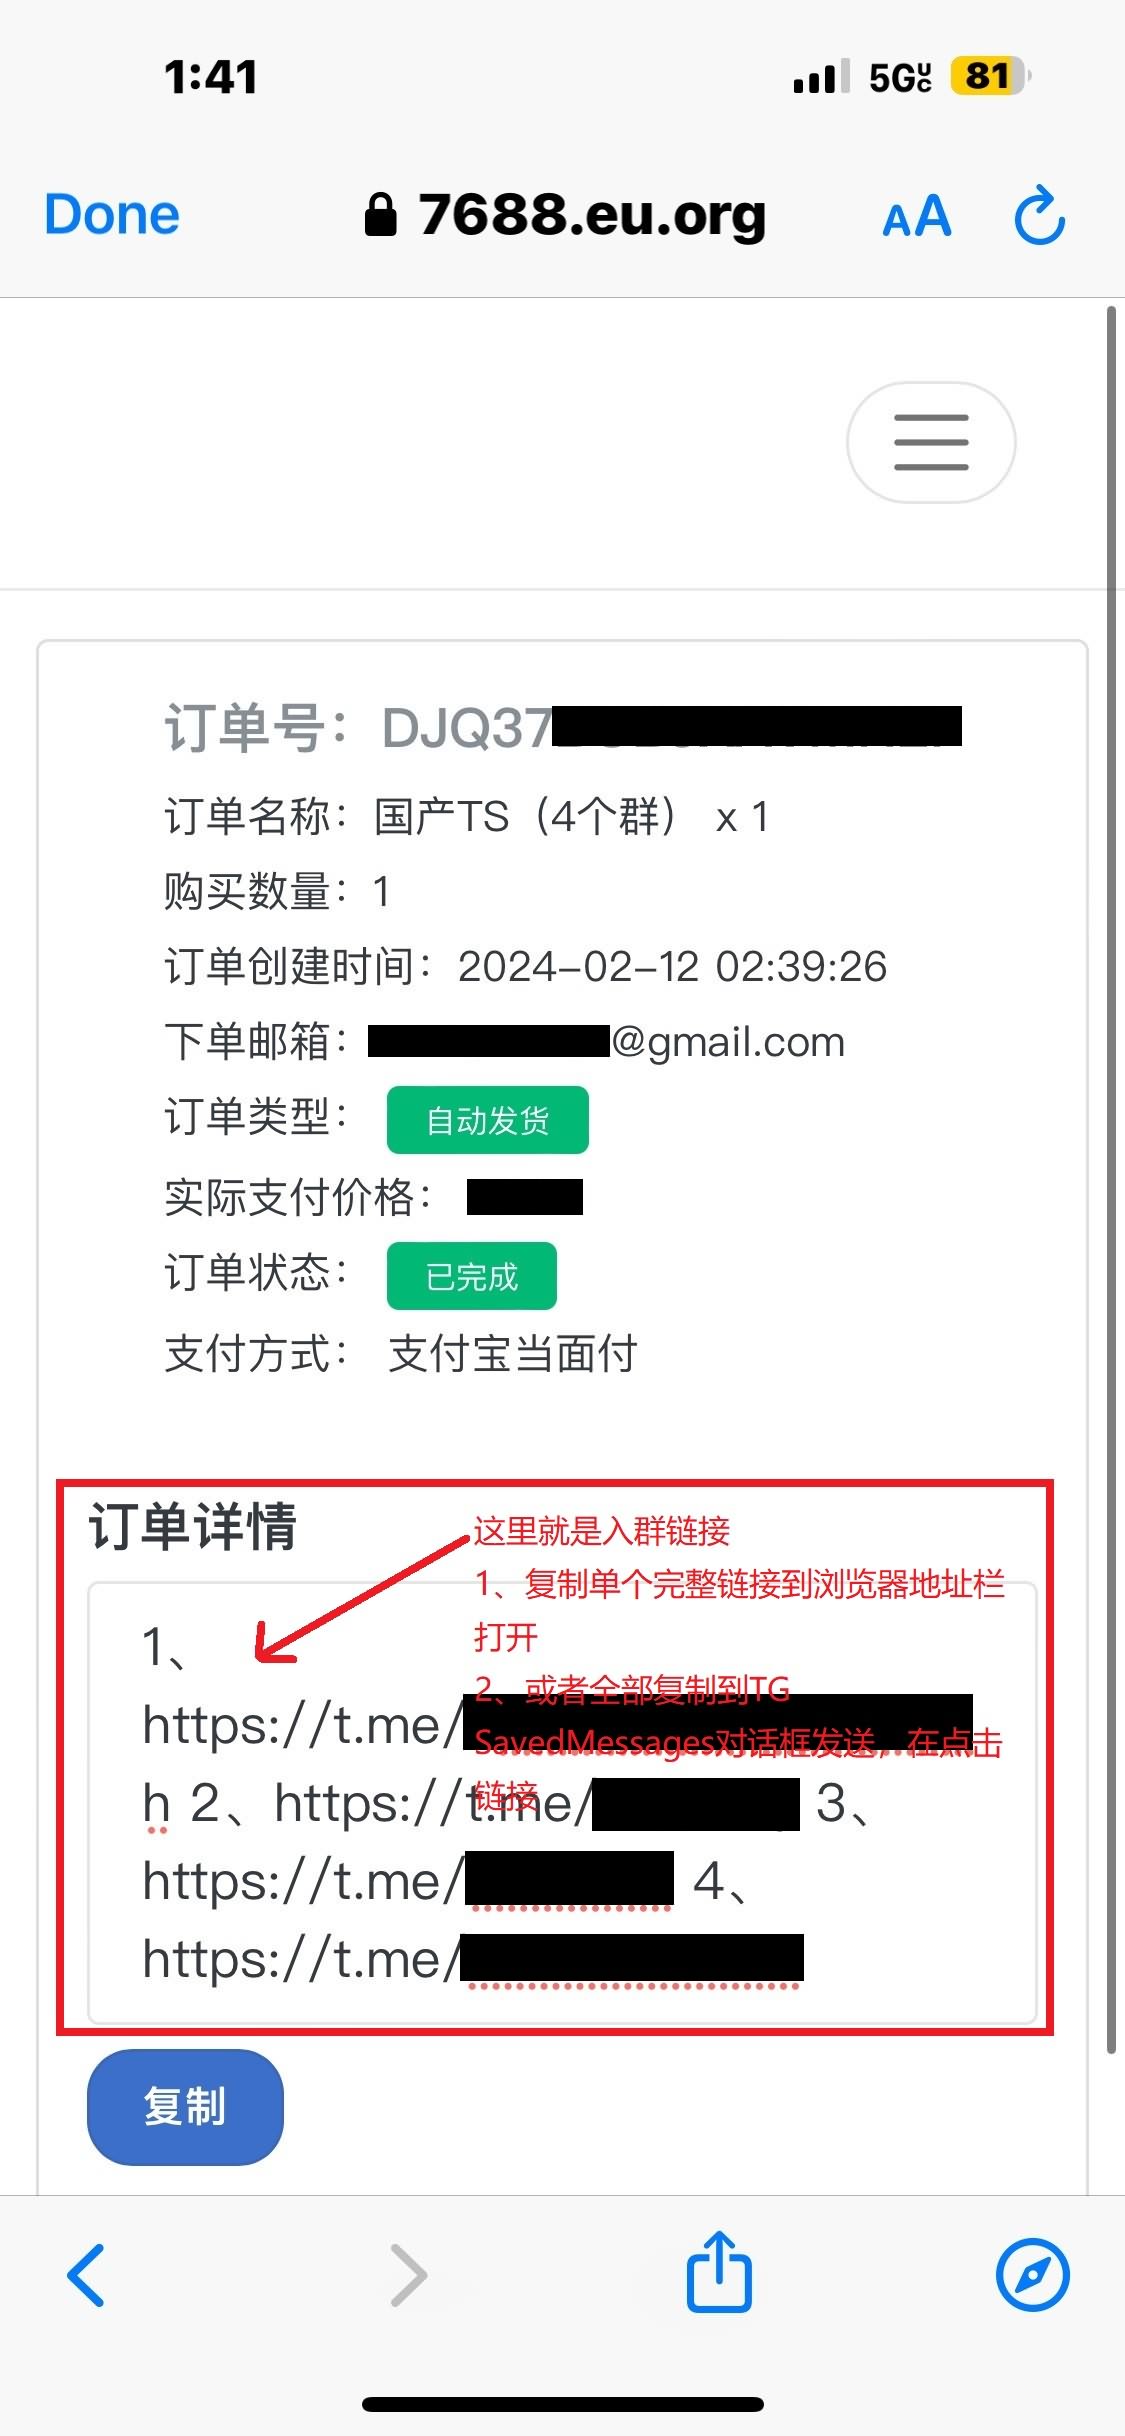 1:41
5GUC 81
Done 7688.eu.org AA
订单号：DJQ37
订单名称：国产TS（4个群） x 1
购买数量：1
订单创建时间：2024-02-12 02:39:26
下单邮箱：@gmail.com
订单类型：自动发货
实际支付价格：
订单状态：已完成
支付方式：支付宝当面付
订单详情
这里就是入群链接
1、复制单个完整链接到浏览器地址栏
打开
2、或者全部复制到TG
SavedMessages对话框发送，在点击
链接
1、
https://t.me/
h 2、https://t.me/ 3、
https://t.me/ 4、
https://t.me/
复制